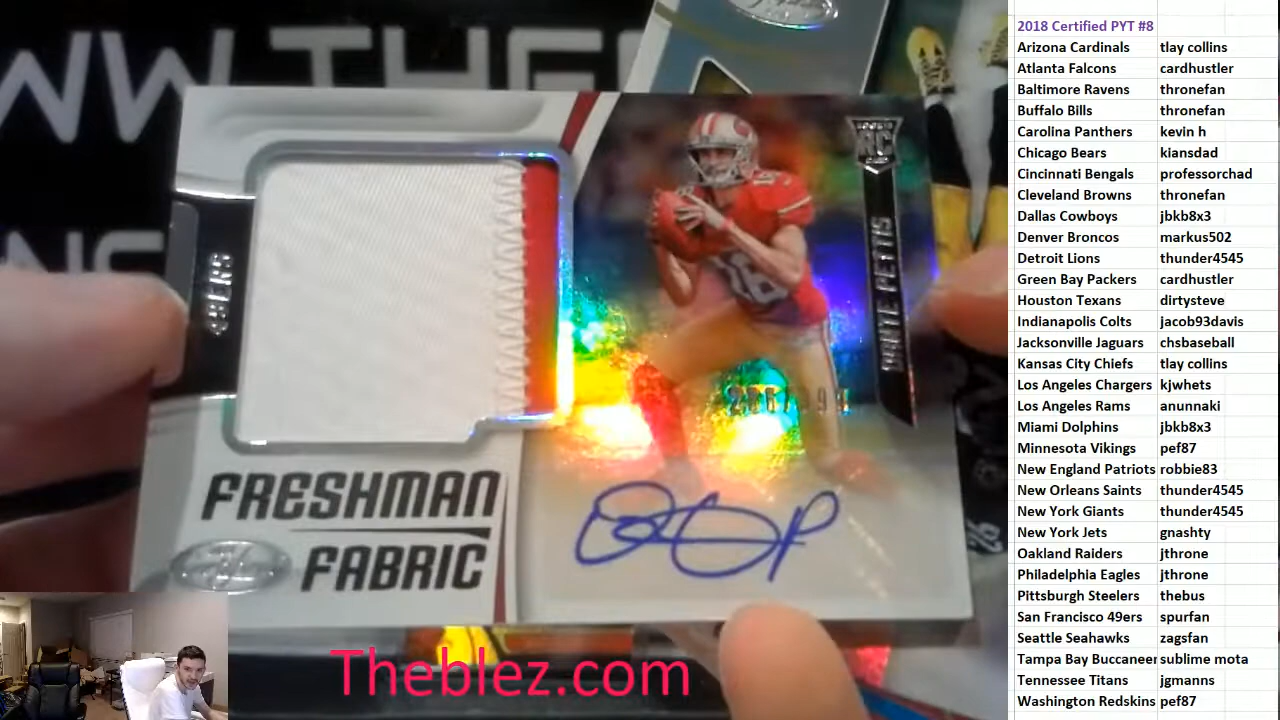 WW.THE
49ERS
RC
DANTE PETTIS
18
FRESHMAN
FABRIC
Theblez.com
2018 Certified PYT #8
Arizona Cardinals tlay collins
Atlanta Falcons cardhustler
Baltimore Ravens thronefan
Buffalo Bills thronefan
Carolina Panthers kevin h
Chicago Bears kiansdad
Cincinnati Bengals professorchad
Cleveland Browns thronefan
Dallas Cowboys jbkb8x3
Denver Broncos markus502
Detroit Lions thunder4545
Green Bay Packers cardhustler
Houston Texans dirtysteve
Indianapolis Colts jacob93davis
Jacksonville Jaguars chsbaseball
Kansas City Chiefs tlay collins
Los Angeles Chargers kjwhets
Los Angeles Rams anunnaki
Miami Dolphins jbkb8x3
Minnesota Vikings pef87
New England Patriots robbie83
New Orleans Saints thunder4545
New York Giants thunder4545
New York Jets gnashty
Oakland Raiders jthrone
Philadelphia Eagles jthrone
Pittsburgh Steelers thebus
San Francisco 49ers spurfan
Seattle Seahawks zagsfan
Tampa Bay Buccaneer sublime mota
Tennessee Titans jgmanns
Washington Redskins pef87